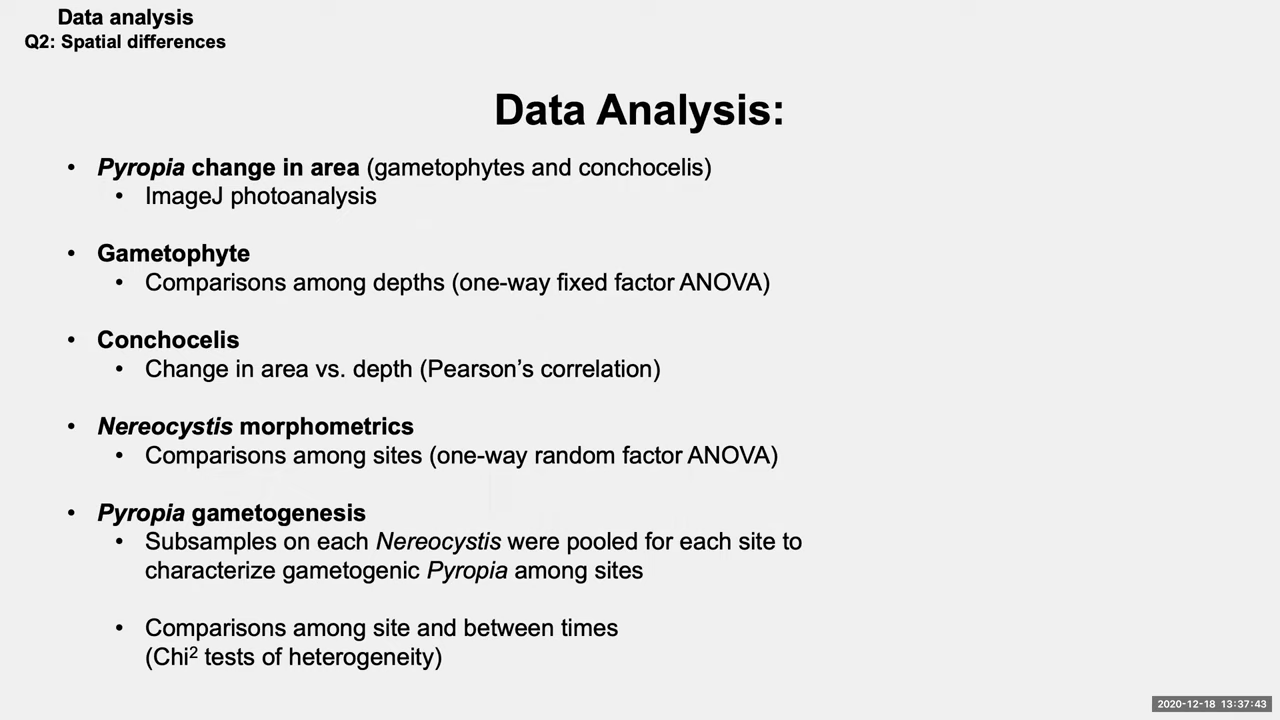 Data analysis
Q2: Spatial differences
Data Analysis:
• Pyropia change in area (gametophytes and conchocelis)
• ImageJ photoanalysis
• Gametophyte
• Comparisons among depths (one-way fixed factor ANOVA)
• Conchocelis
• Change in area vs. depth (Pearson’s correlation)
• Nereocystis morphometrics
• Comparisons among sites (one-way random factor ANOVA)
• Pyropia gametogenesis
• Subsamples on each Nereocystis were pooled for each site to
characterize gametogenic Pyropia among sites
• Comparisons among site and between times
(Chi² tests of heterogeneity)
2020-12-18 13:37:43